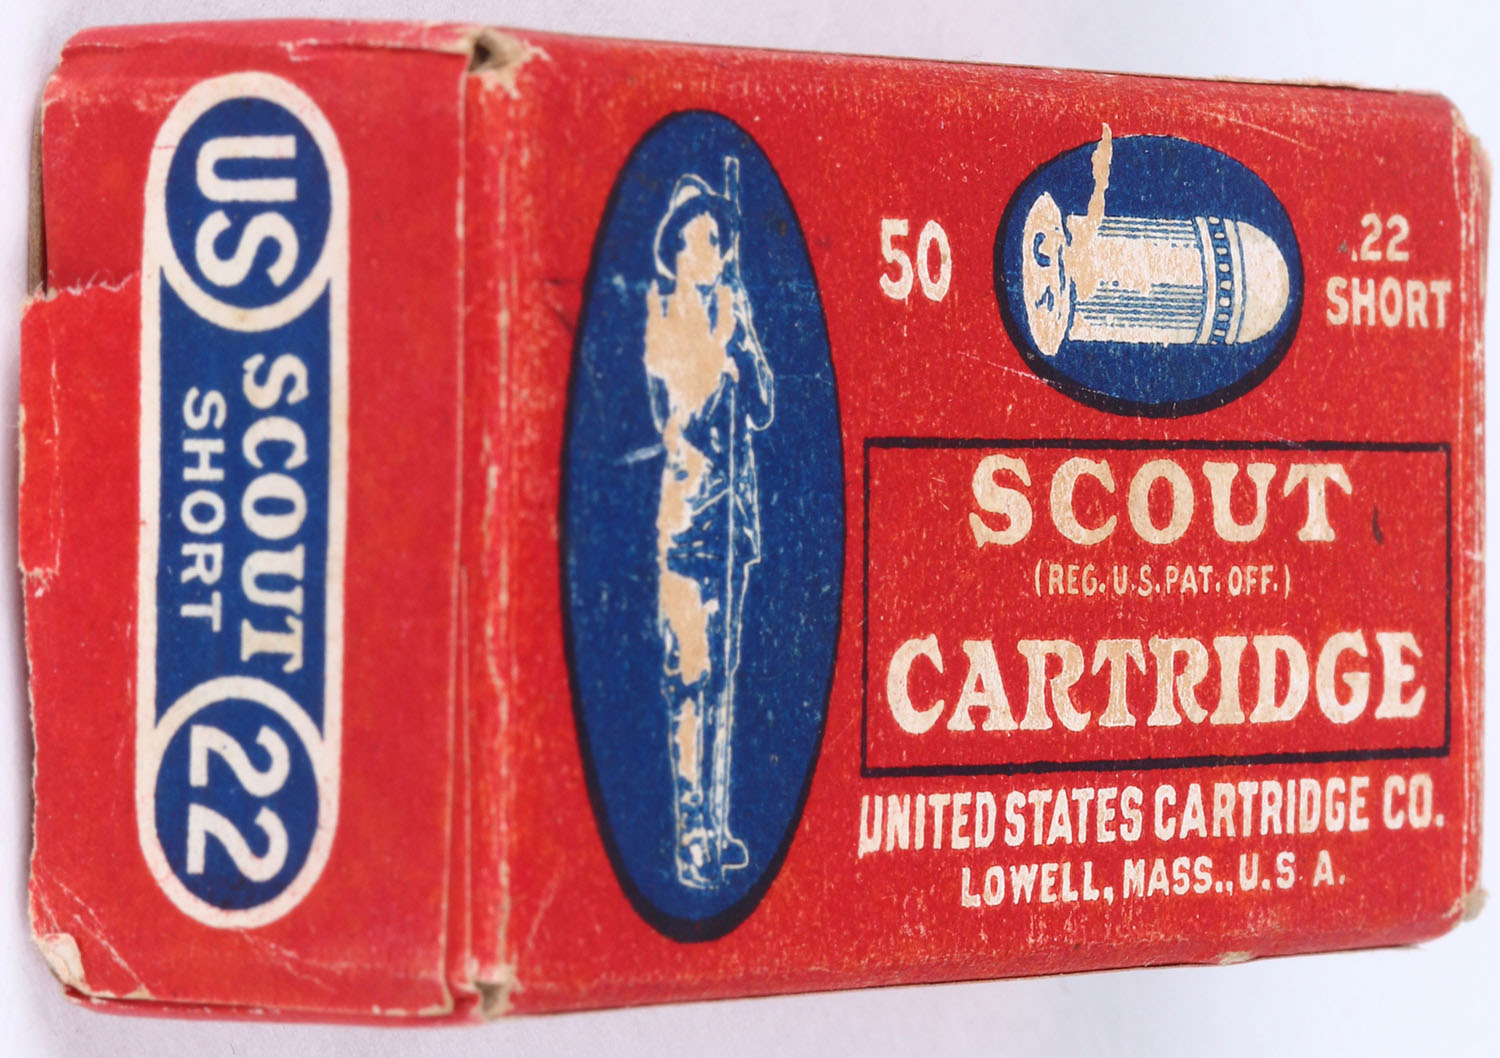 US SCOUT 22
SHORT
50
.22
SHORT
SCOUT
(REG. U.S. PAT. OFF.)
CARTRIDGE
UNITED STATES CARTRIDGE CO.
LOWELL, MASS., U.S A.